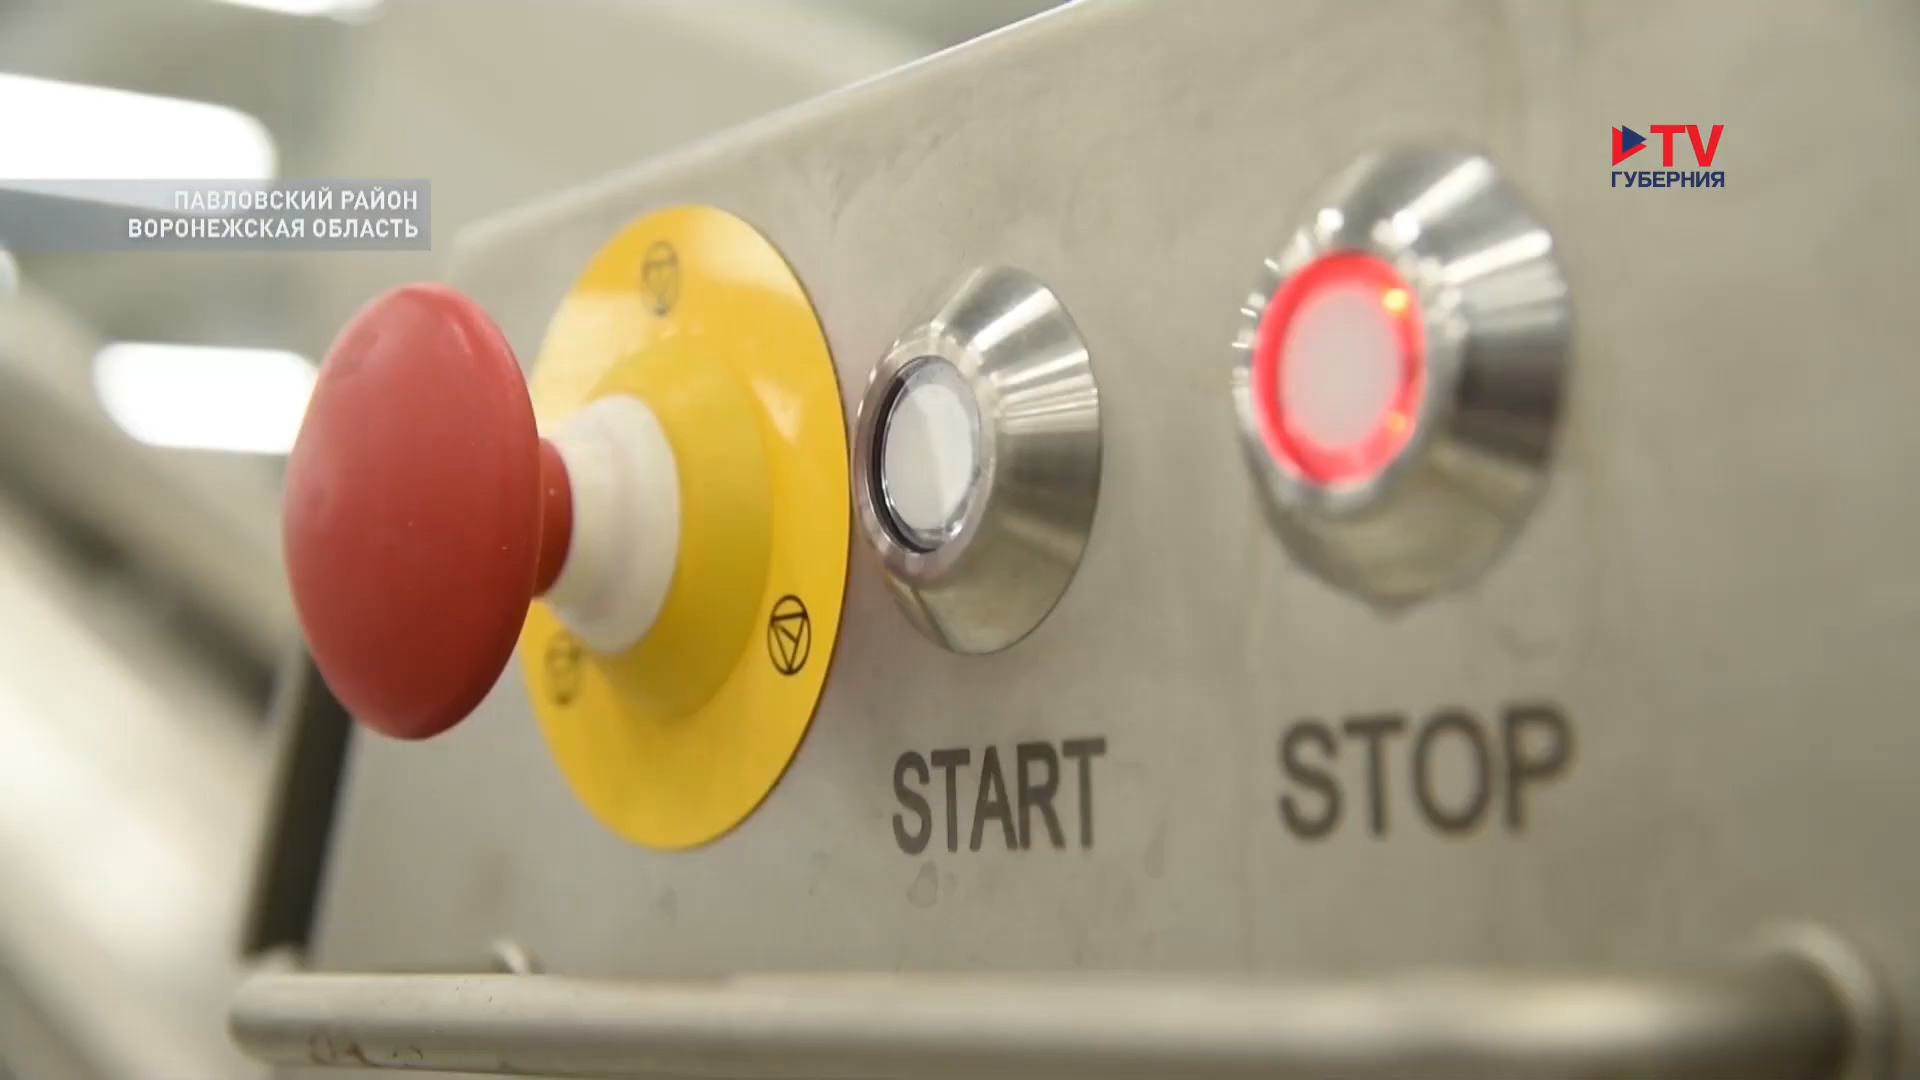 ПАВЛОВСКИЙ РАЙОН
ВОРОНЕЖСКАЯ ОБЛАСТЬ
TV
ГУБЕРНИЯ
START
STOP